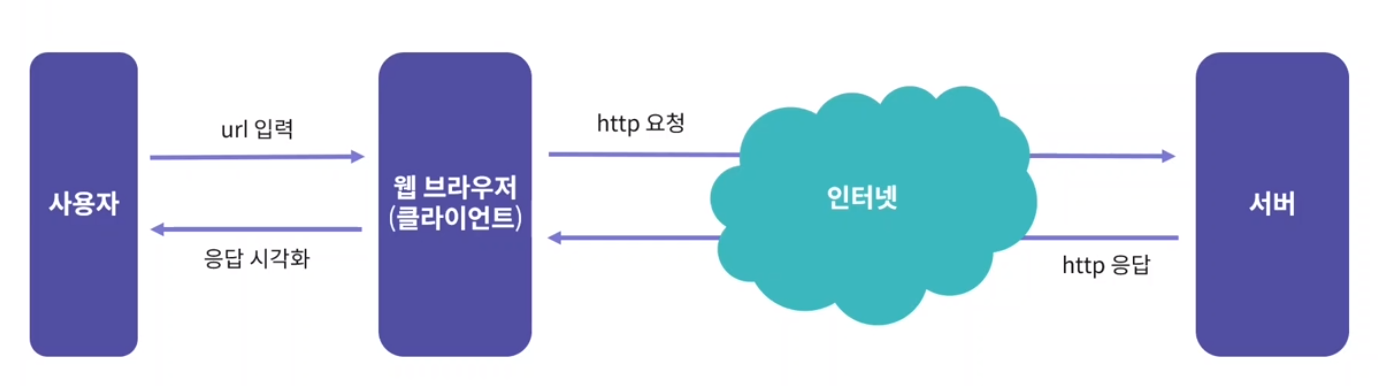 사용자
url 입력
응답 시각화
웹 브라우저
(클라이언트)
http 요청
인터넷
http 응답
서버